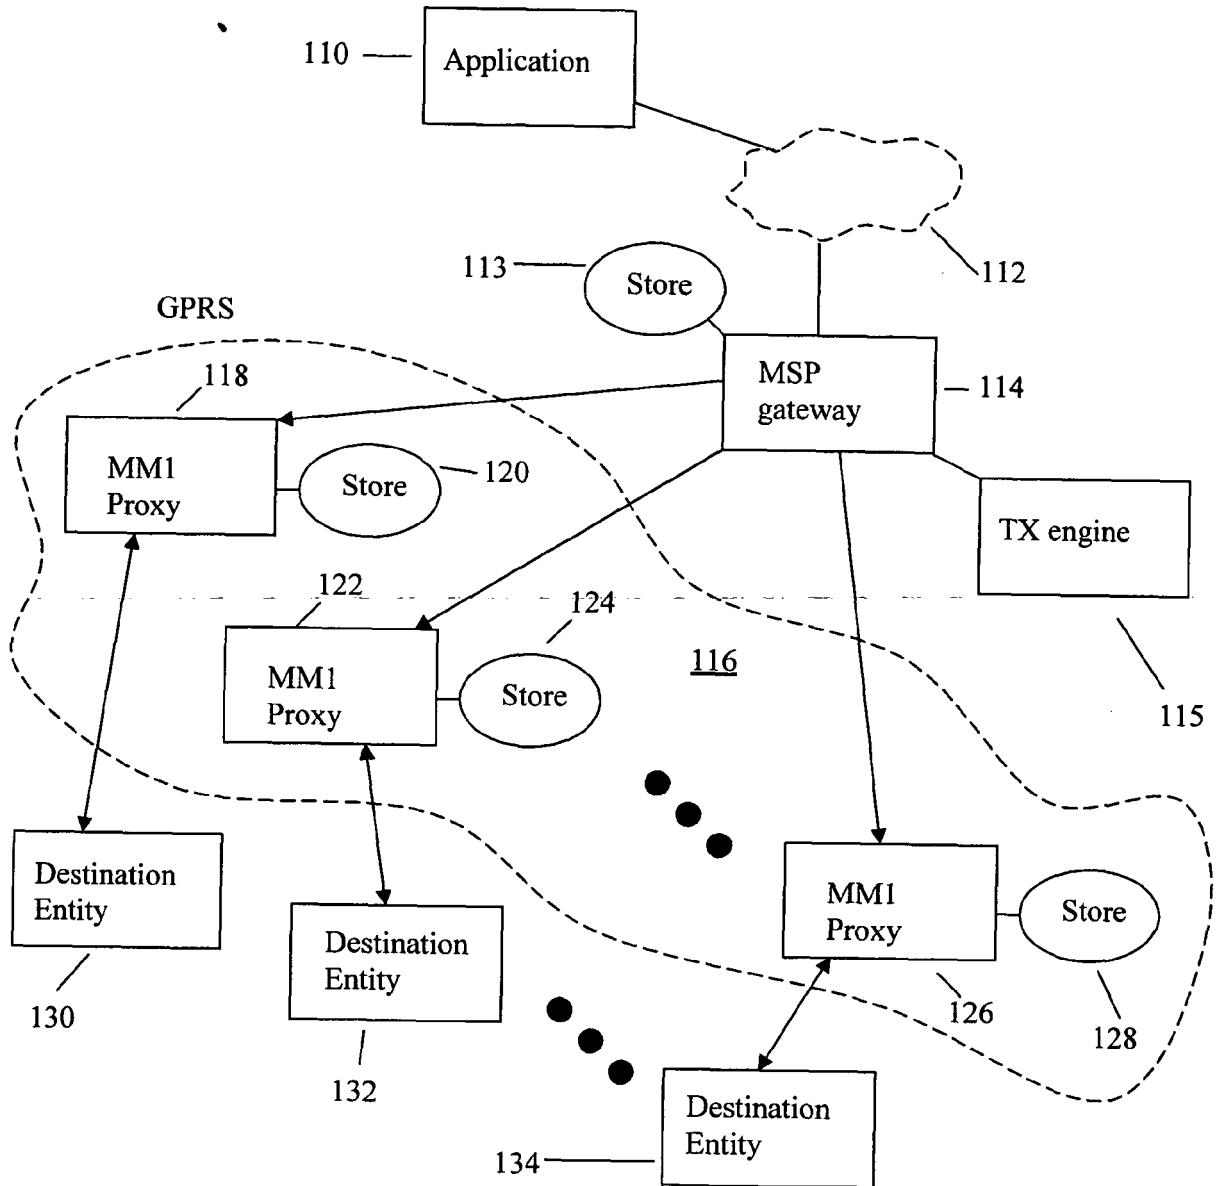 110
Application
112
113
Store
GPRS
118
MSP
gateway
114
MM1
Proxy
Store
120
TX engine
122
124
MM1
Proxy
Store
116
115
Destination
Entity
130
Destination
Entity
132
MM1
Proxy
Store
126
128
Destination
Entity
134